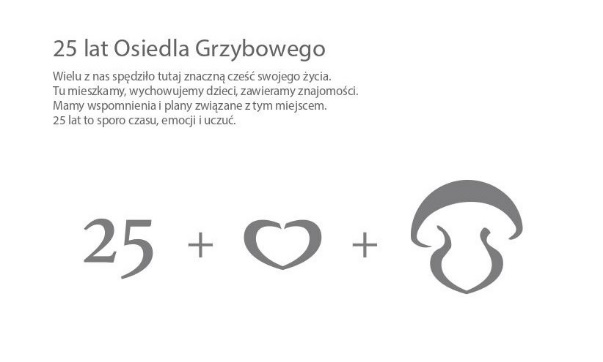 25 lat Osiedla Grzybowego
Wielu z nas spędziło tutaj znaczną cześć swojego życia.
Tu mieszkamy, wychowujemy dzieci, zawieramy znajomości.
Mamy wspomnienia i plany związane z tym miejscem.
25 lat to sporo czasu, emocji i uczuć.
25 + +